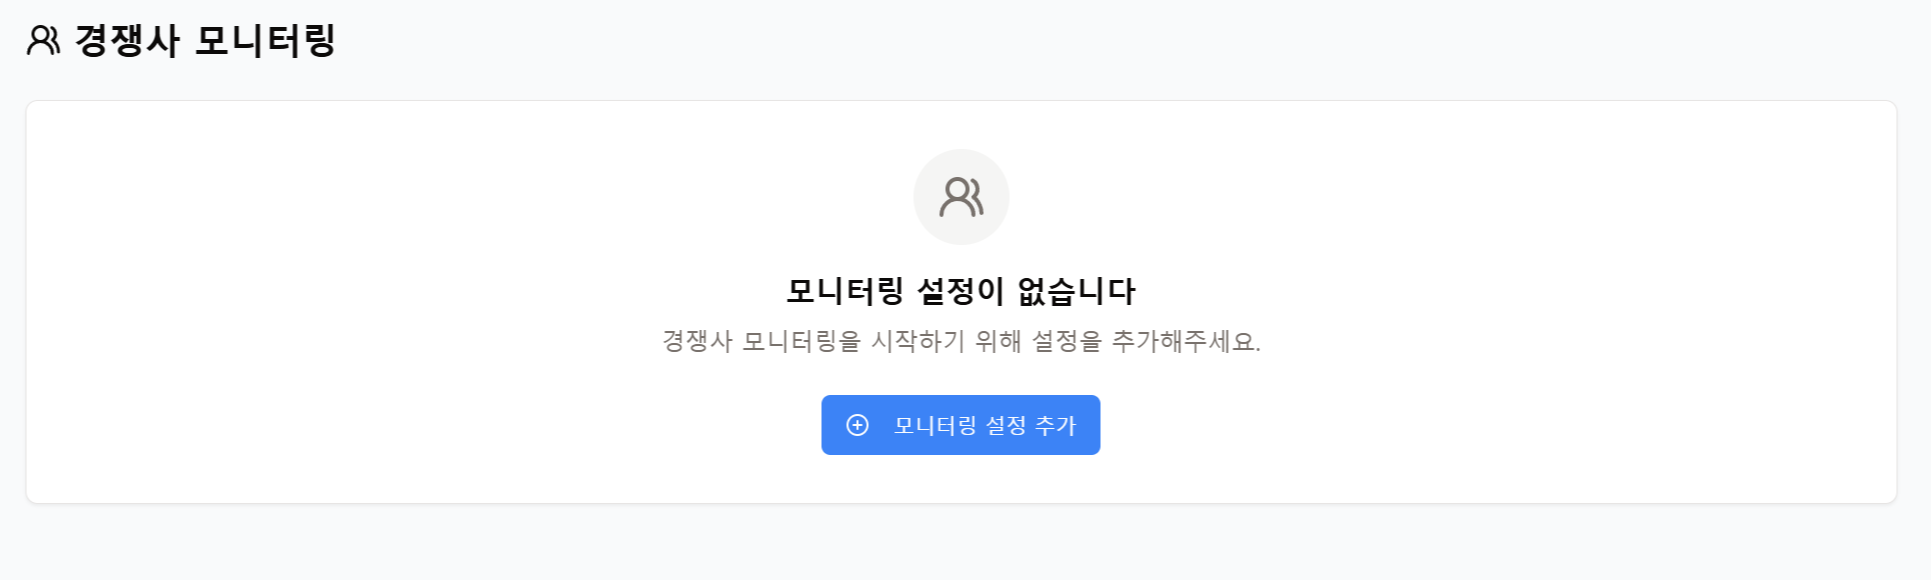 경쟁사 모니터링
모니터링 설정이 없습니다
경쟁사 모니터링을 시작하기 위해 설정을 추가해주세요.
모니터링 설정 추가